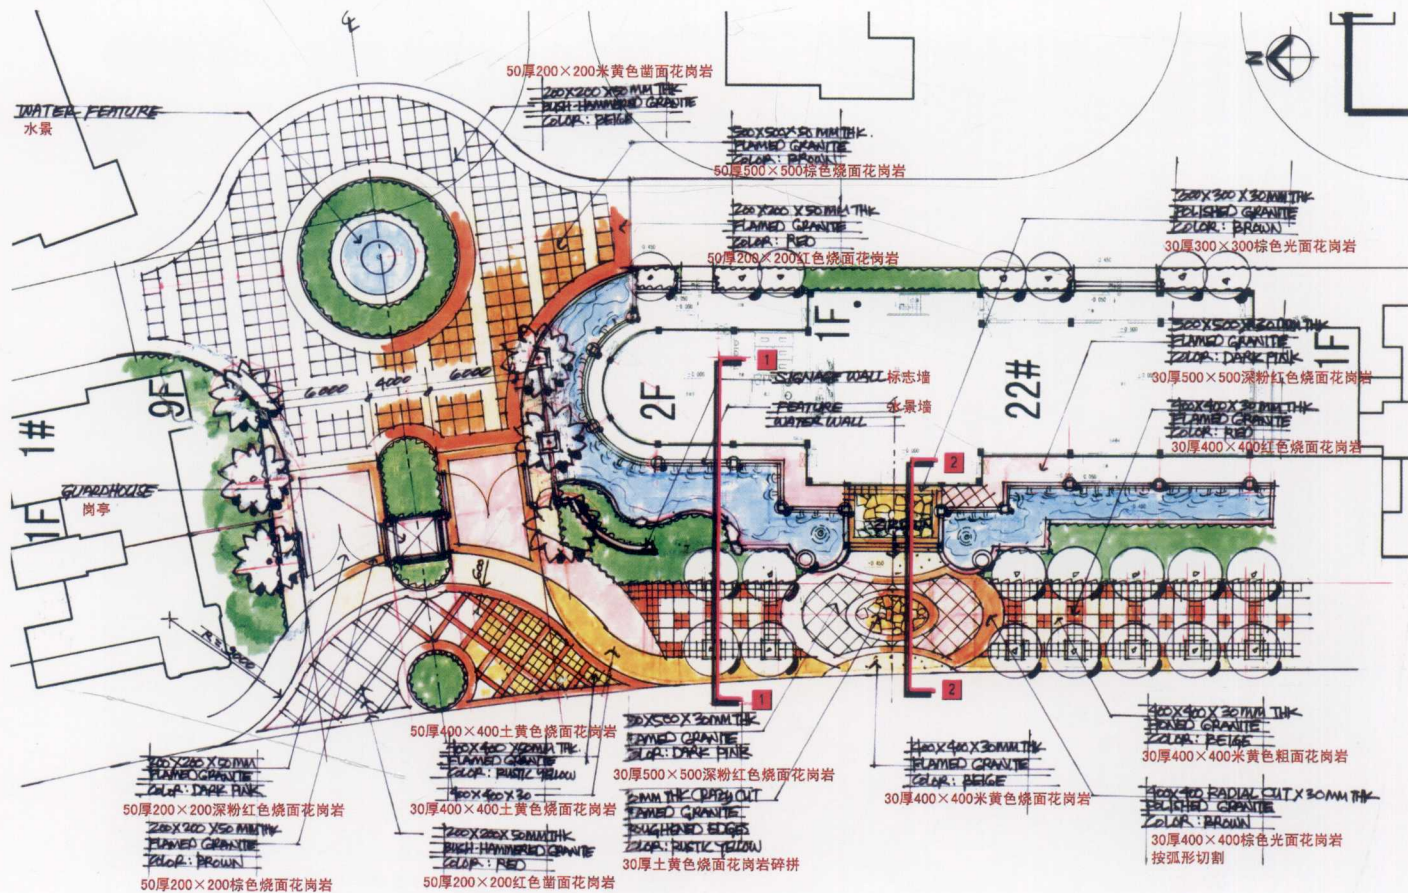 ℄
N
WATER FEATURE
水景
50厚200×200米黄色凿面花岗岩
200X200X50MM THK
BUSH-HAMMERED GRANITE
COLOR: BEIGE
500X500X50MM THK.
FLAMED GRANITE
COLOR: BROWN
50厚500×500棕色烧面花岗岩
200X200X50MM THK
FLAMED GRANITE
COLOR: RED
50厚200×200红色烧面花岗岩
POLISHED GRANITE
COLOR: BROWN
30厚300×300棕色光面花岗岩
500X500X30MM THK
FLAMED GRANITE
COLOR: DARK PINK
30厚500×500深粉红色烧面花岗岩
400X400X30MM THK
FLAMED GRANITE
COLOR: RED
30厚400×400红色烧面花岗岩
6000
4000
6000
9F
1#
1F
2F
1F
22#
1F
1
SIGNAGE WALL 标志墙
FEATURE
WATER WALL
水景墙
2
GUARDHOUSE
岗亭
1
2
200X200X50MM
FLAMED GRANITE
COLOR: DARK PINK
50厚200×200深粉红色烧面花岗岩
200X200X50MM THK
FLAMED GRANITE
COLOR: BROWN
50厚200×200棕色烧面花岗岩
50厚400×400土黄色烧面花岗岩
400X400X50MM THK.
FLAMED GRANITE
COLOR: RUSTIC YELLOW
400X400X30
30厚400×400土黄色烧面花岗岩
200X200X50MM THK
BUSH-HAMMERED GRANITE
COLOR: RED
50厚200×200红色凿面花岗岩
00X500X30MM THK
LAMED GRANITE
OLOR: DARK PINK
30厚500×500深粉红色烧面花岗岩
0MM THK CRAZY CUT
LAMED GRANITE
ROUGHENED EDGES
COLOR: RUSTIC YELLOW
30厚土黄色烧面花岗岩碎拼
400X400X30MM THK
FLAMED GRANITE
COLOR: BEIGE
30厚400×400米黄色烧面花岗岩
400X400X30MM THK
HONED GRANITE
COLOR: BEIGE
30厚400×400米黄色粗面花岗岩
400X400 RADIAL CUT X 30MM THK
POLISHED GRANITE
COLOR: BROWN
30厚400×400棕色光面花岗岩
按弧形切割